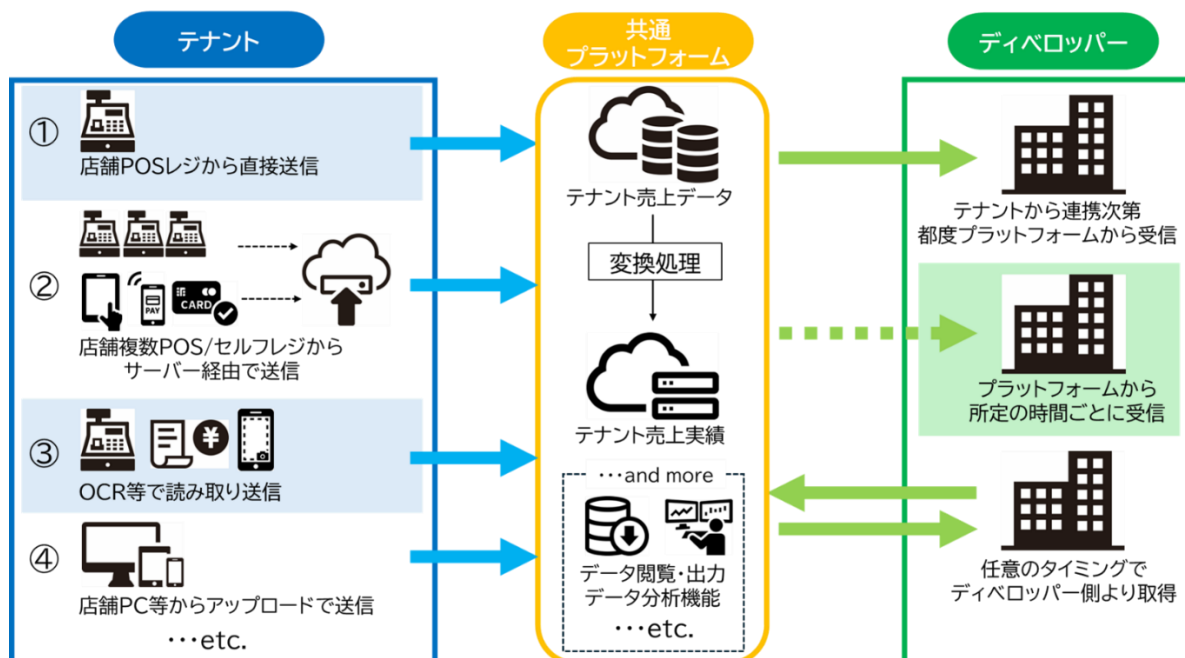 テナント
①
店舗POSレジから直接送信
②
PAY
CARD
店舗複数POS/セルフレジから
サーバー経由で送信
③
¥
OCR等で読み取り送信
④
店舗PC等からアップロードで送信
…etc.
共通
プラットフォーム
テナント売上データ
変換処理
テナント売上実績
…and more
データ閲覧・出力
データ分析機能
…etc.
ディベロッパー
テナントから連携次第
都度プラットフォームから受信
プラットフォームから
所定の時間ごとに受信
任意のタイミングで
ディベロッパー側より取得